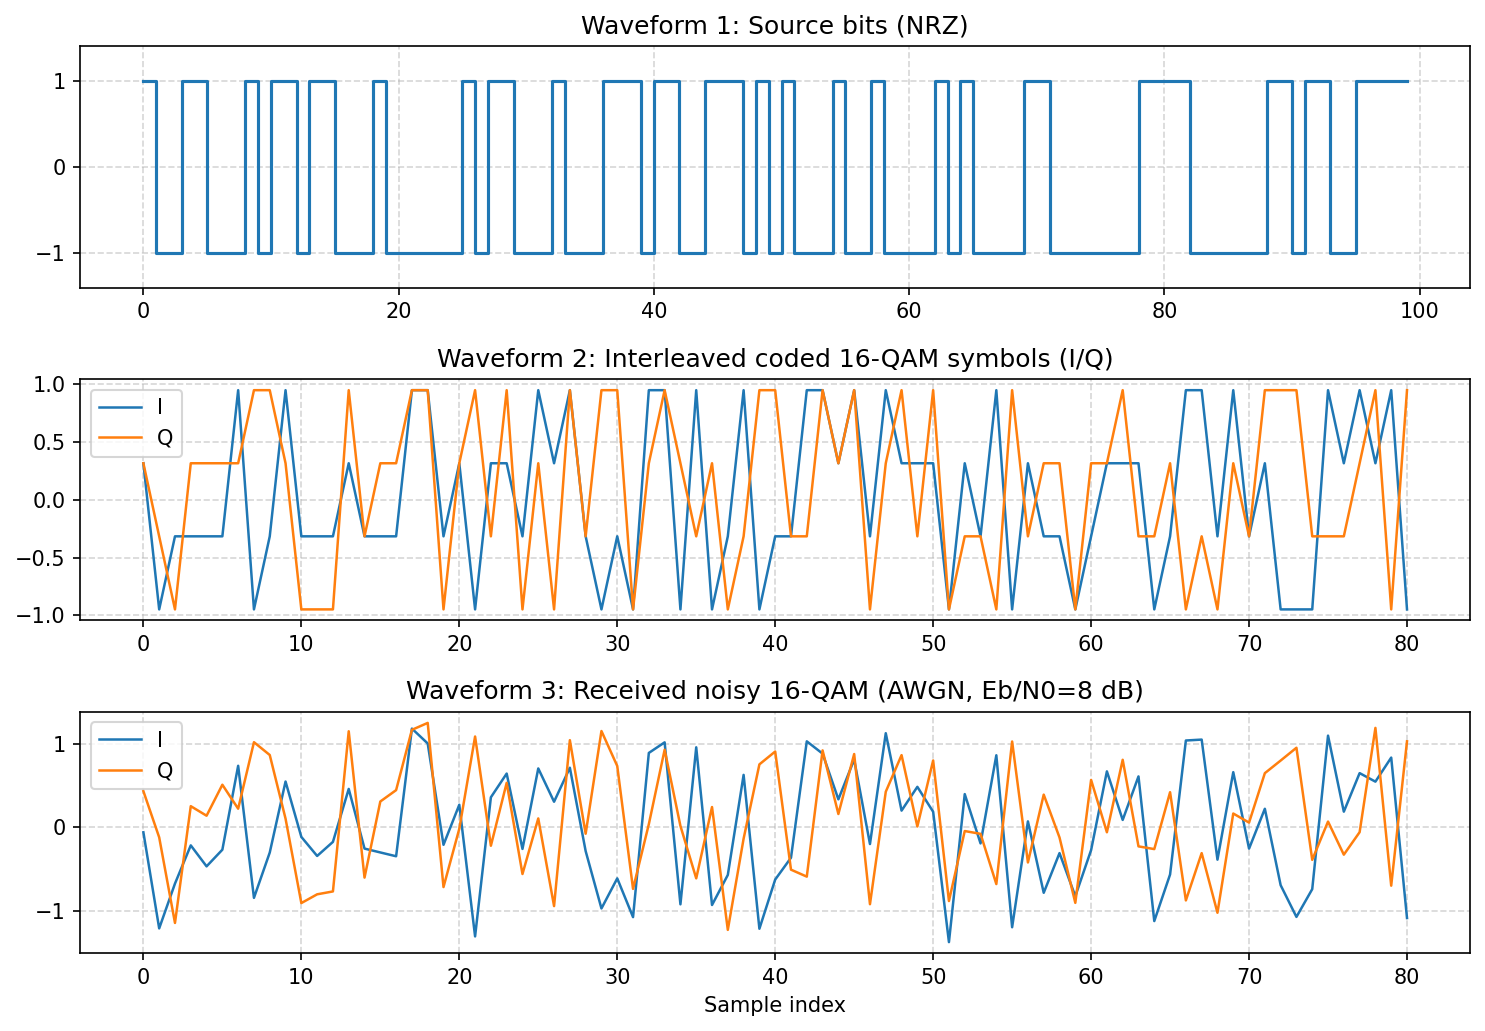 Waveform 1: Source bits (NRZ)
1
0
−1
0 20 40 60 80 100
Waveform 2: Interleaved coded 16-QAM symbols (I/Q)
1.0
0.5
0.0
−0.5
−1.0
I
Q
0 10 20 30 40 50 60 70 80
Waveform 3: Received noisy 16-QAM (AWGN, Eb/N0=8 dB)
1
0
−1
I
Q
0 10 20 30 40 50 60 70 80
Sample index